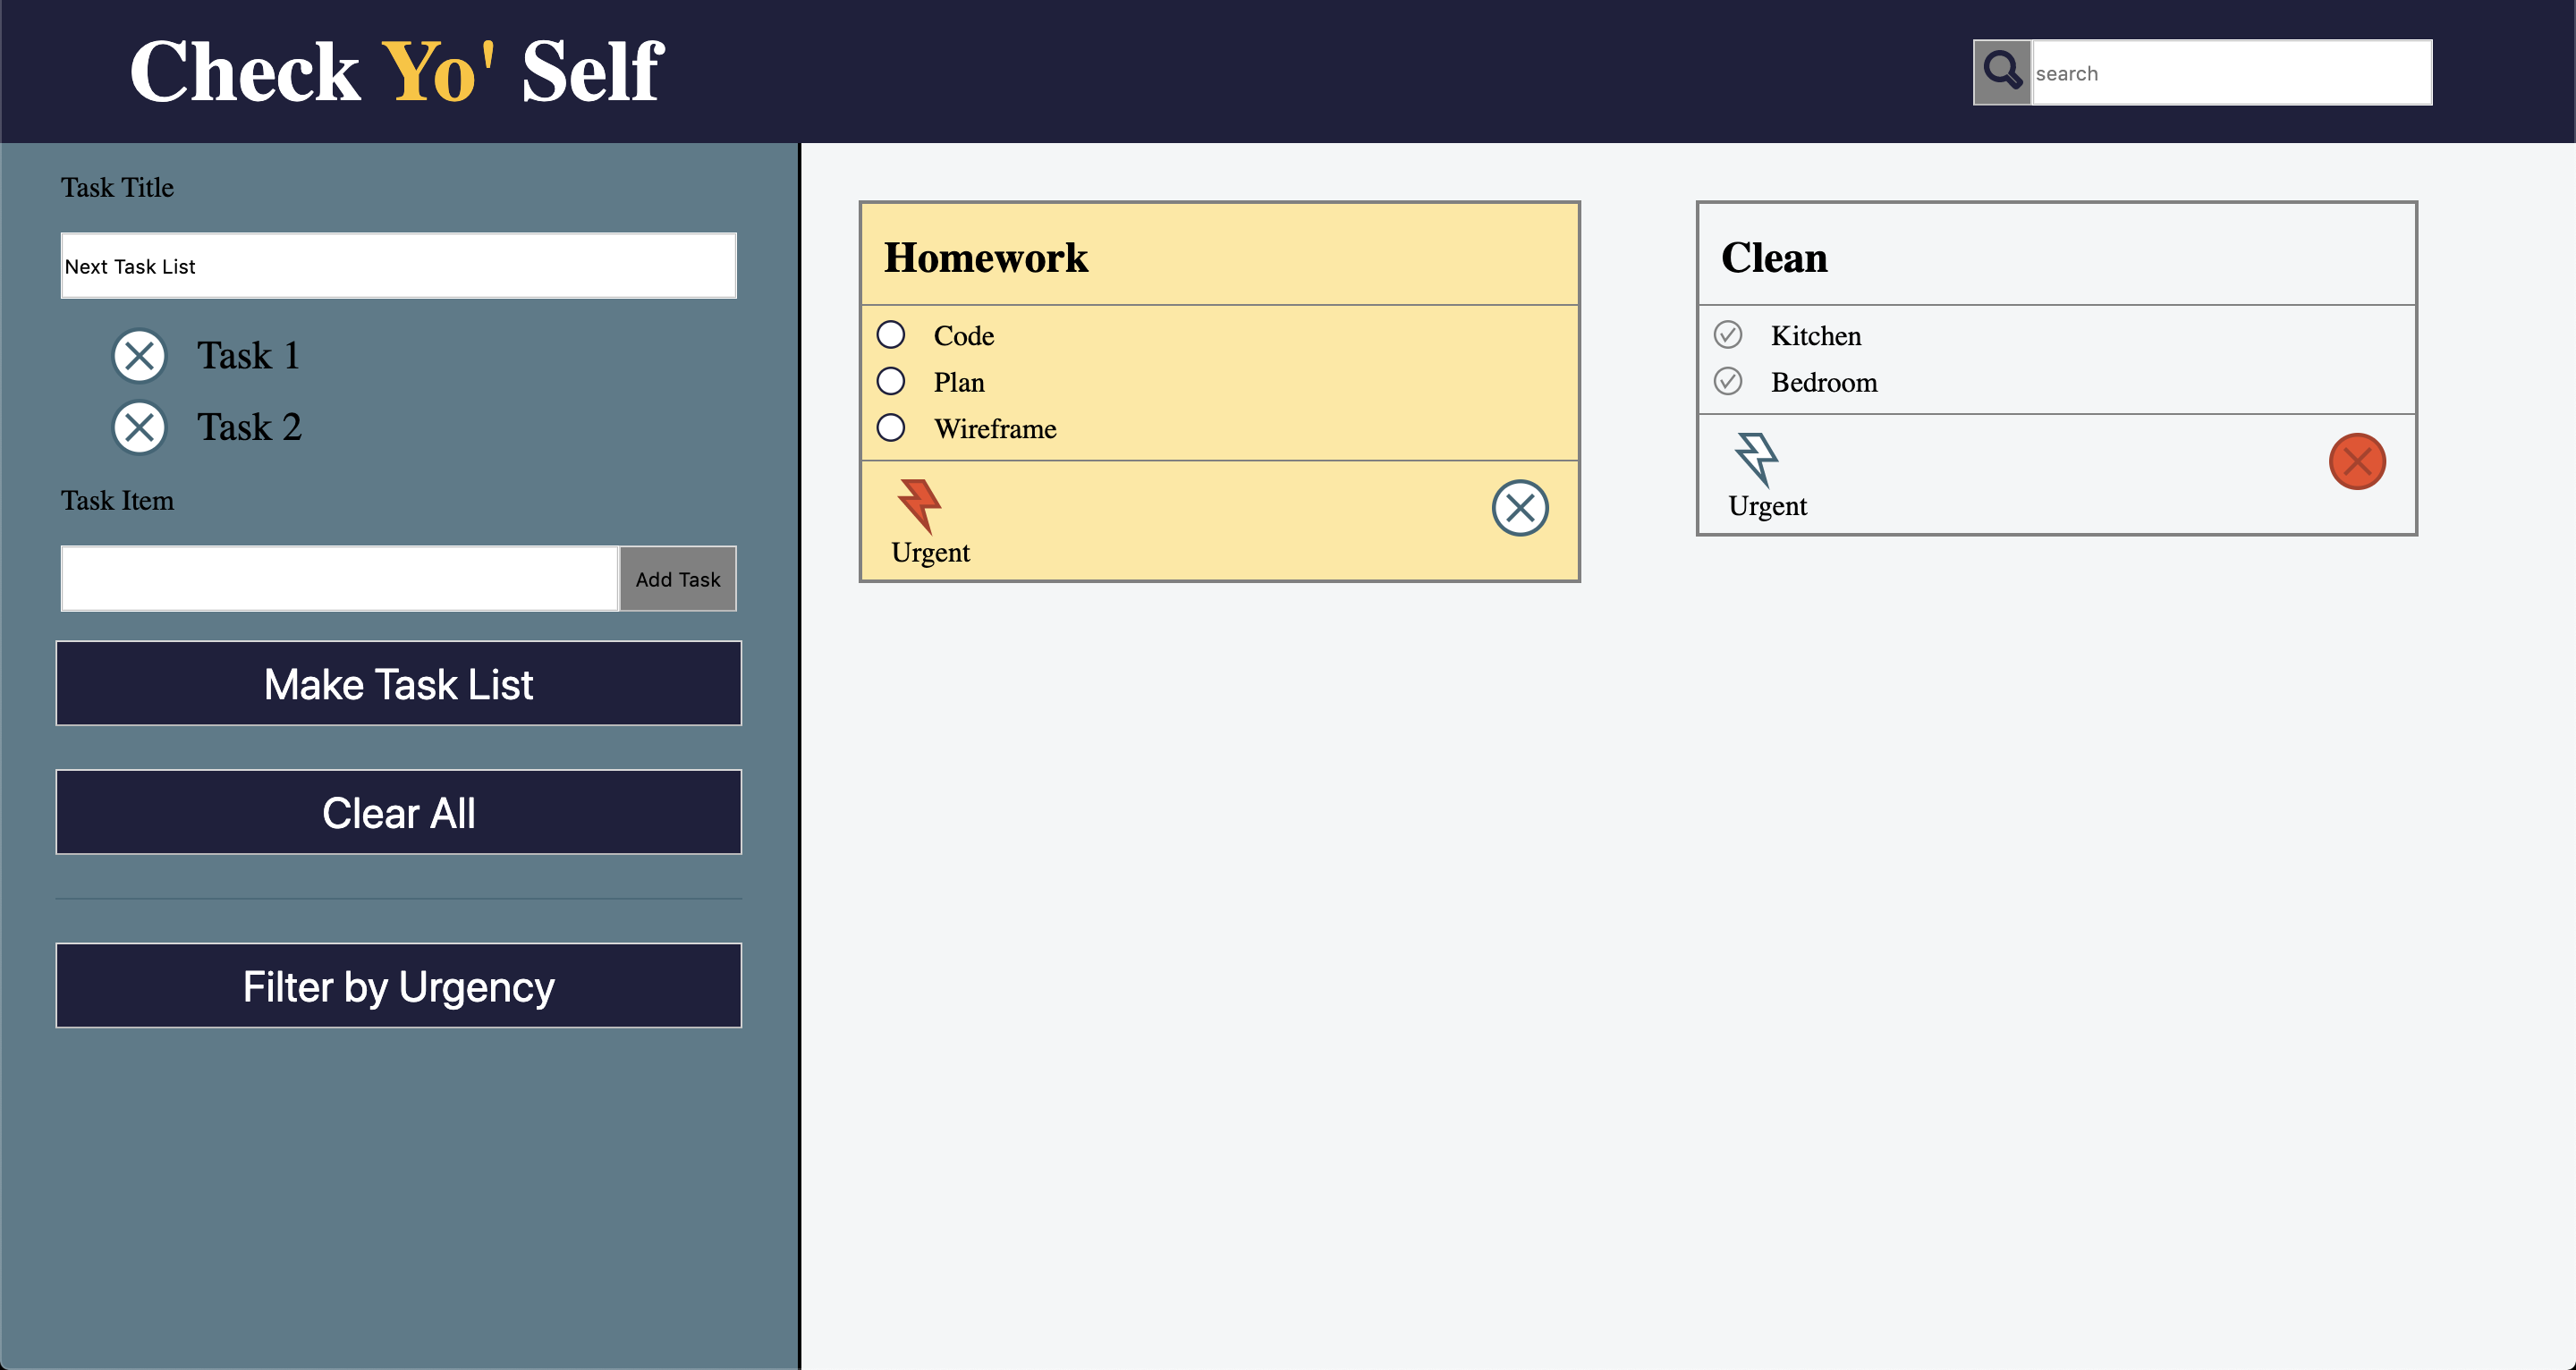 Check Yo' Self
search
Task Title
Next Task List
Task 1
Task 2
Task Item
Add Task
Make Task List
Clear All
Filter by Urgency
Homework
Code
Plan
Wireframe
Urgent
Clean
Kitchen
Bedroom
Urgent